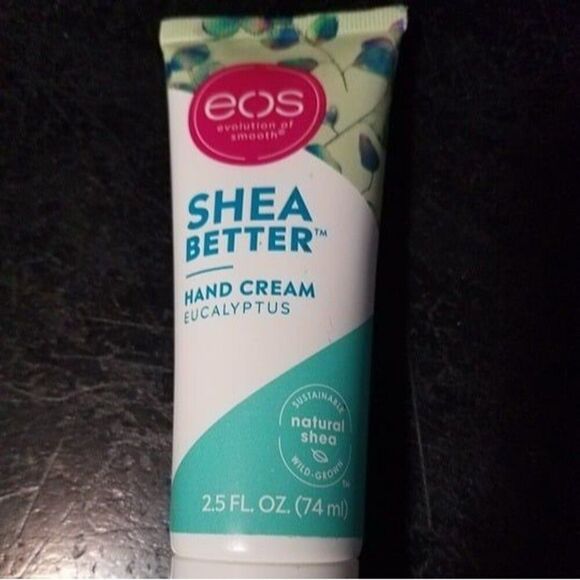 eos
evolution of
smooth®
SHEA
BETTER™
HAND CREAM
EUCALYPTUS
SUSTAINABLE
natural
shea
WILD-GROWN
TM
2.5 FL. OZ. (74 ml)